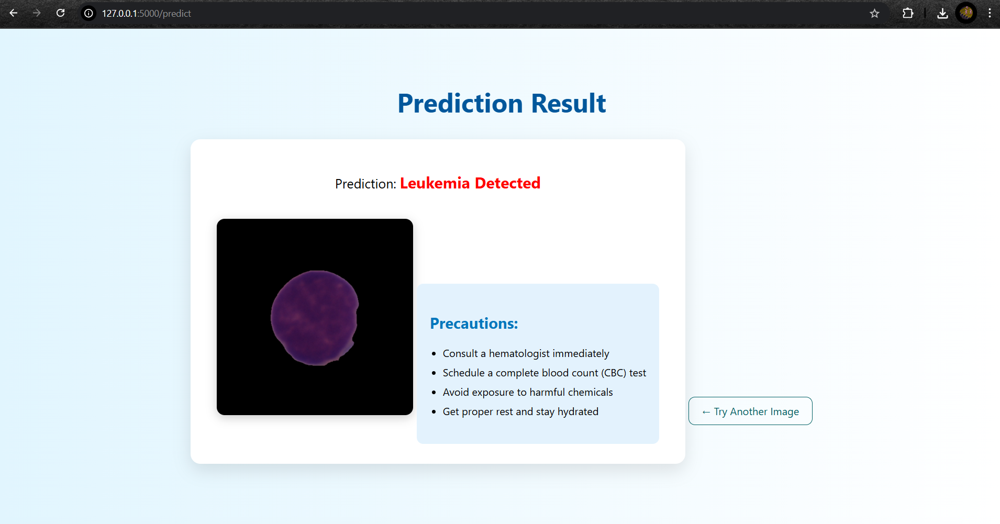 127.0.0.1:5000/predict
Prediction Result
Prediction: Leukemia Detected
Precautions:
• Consult a hematologist immediately
• Schedule a complete blood count (CBC) test
• Avoid exposure to harmful chemicals
• Get proper rest and stay hydrated
← Try Another Image